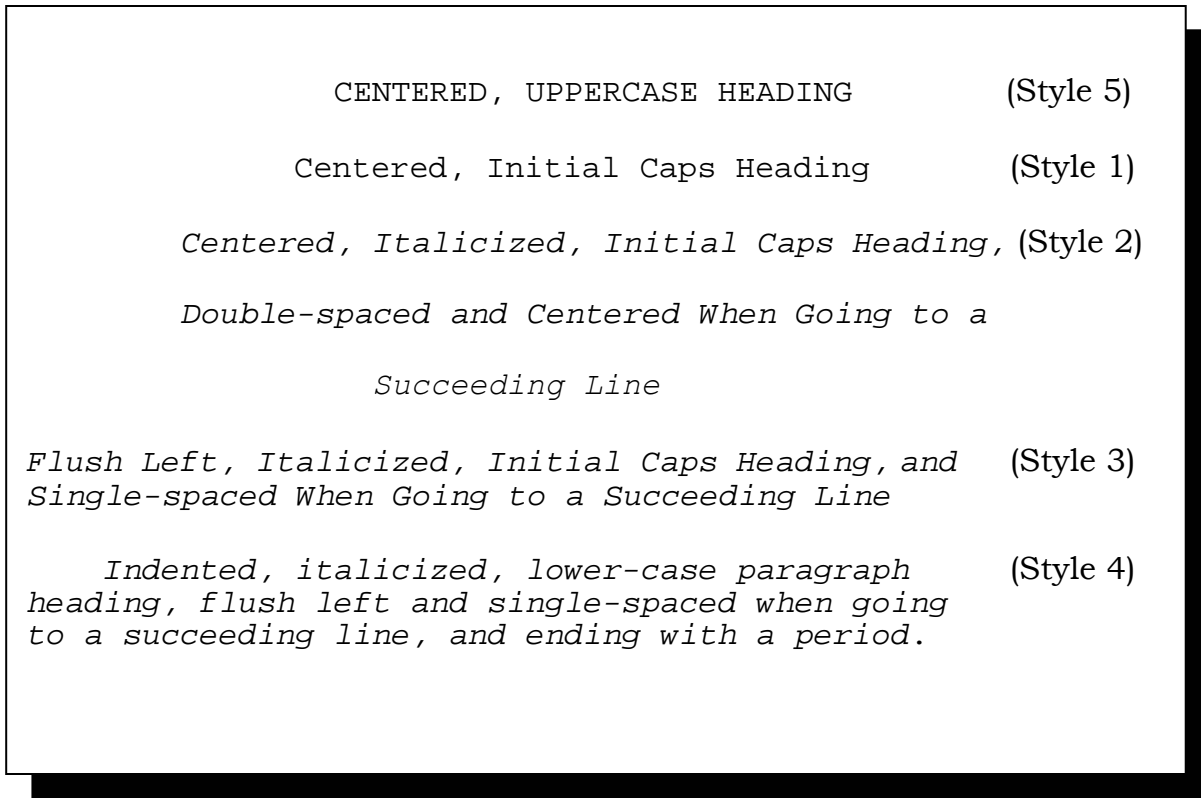 CENTERED, UPPERCASE HEADING (Style 5)
Centered, Initial Caps Heading (Style 1)
Centered, Italicized, Initial Caps Heading, (Style 2)
Double-spaced and Centered When Going to a
Succeeding Line
Flush Left, Italicized, Initial Caps Heading, and (Style 3)
Single-spaced When Going to a Succeeding Line
Indented, italicized, lower-case paragraph (Style 4)
heading, flush left and single-spaced when going
to a succeeding line, and ending with a period.